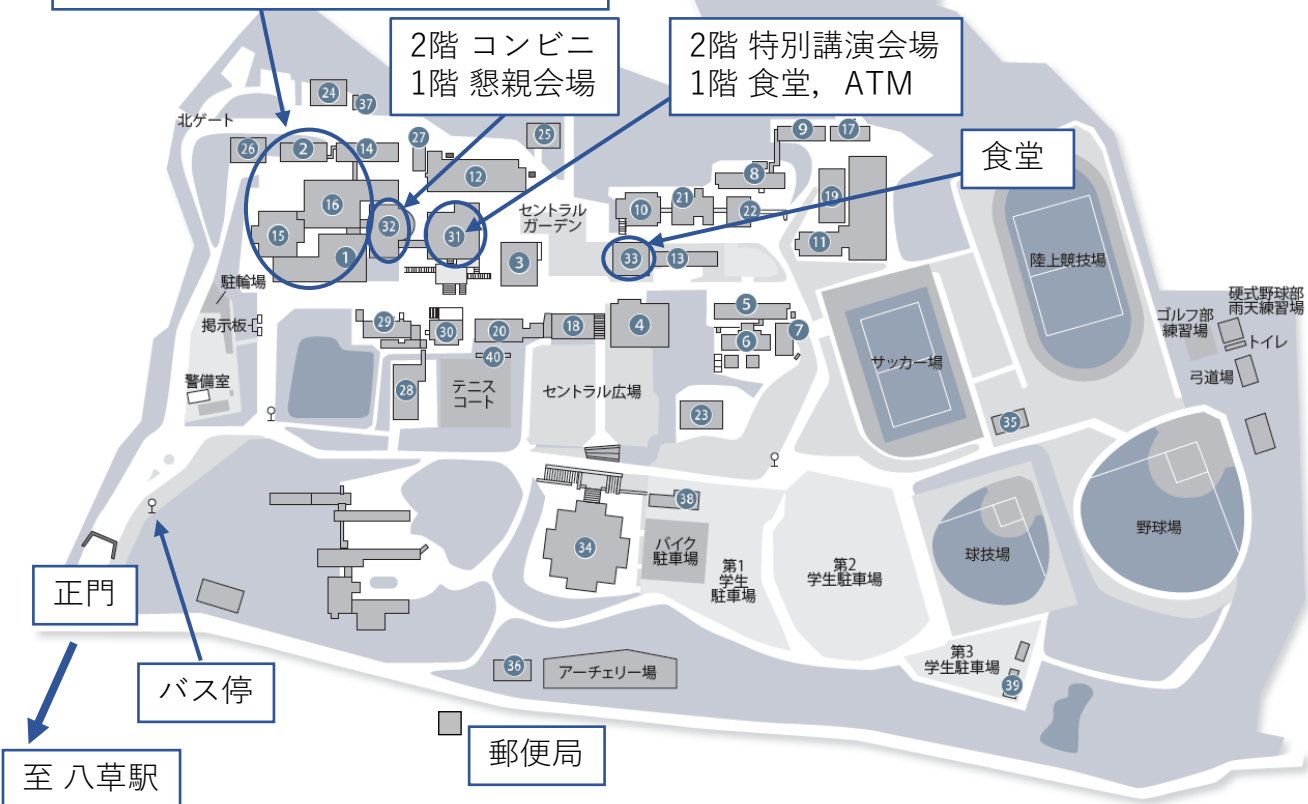 2階 コンビニ
1階 懇親会場
2階 特別講演会場
1階 食堂，ATM
食堂
24
37
北ゲート
26
2
14
27
25
12
9
17
8
16
15
1
32
31
セントラル
ガーデン
3
10
21
22
19
11
33
13
陸上競技場
駐輪場
掲示板
29
30
20
18
4
5
6
7
サッカー場
硬式野球部
雨天練習場
ゴルフ部
練習場
トイレ
弓道場
警備室
40
28
テニス
コート
セントラル広場
23
35
38
34
バイク
駐車場
第1
学生
駐車場
第2
学生駐車場
球技場
野球場
正門
バス停
36
アーチェリー場
第3
学生駐車場
39
郵便局
至 八草駅